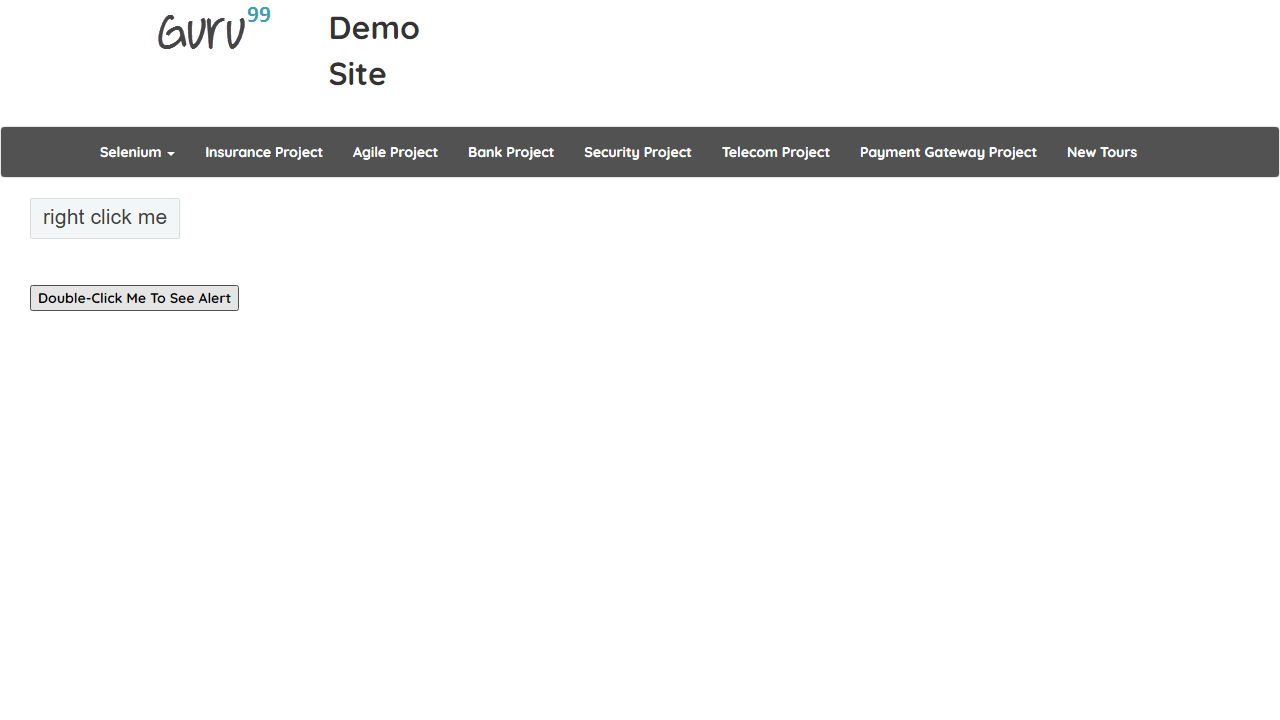 Guru99
Demo
Site
Selenium
Insurance Project
Agile Project
Bank Project
Security Project
Telecom Project
Payment Gateway Project
New Tours
right click me
Double-Click Me To See Alert